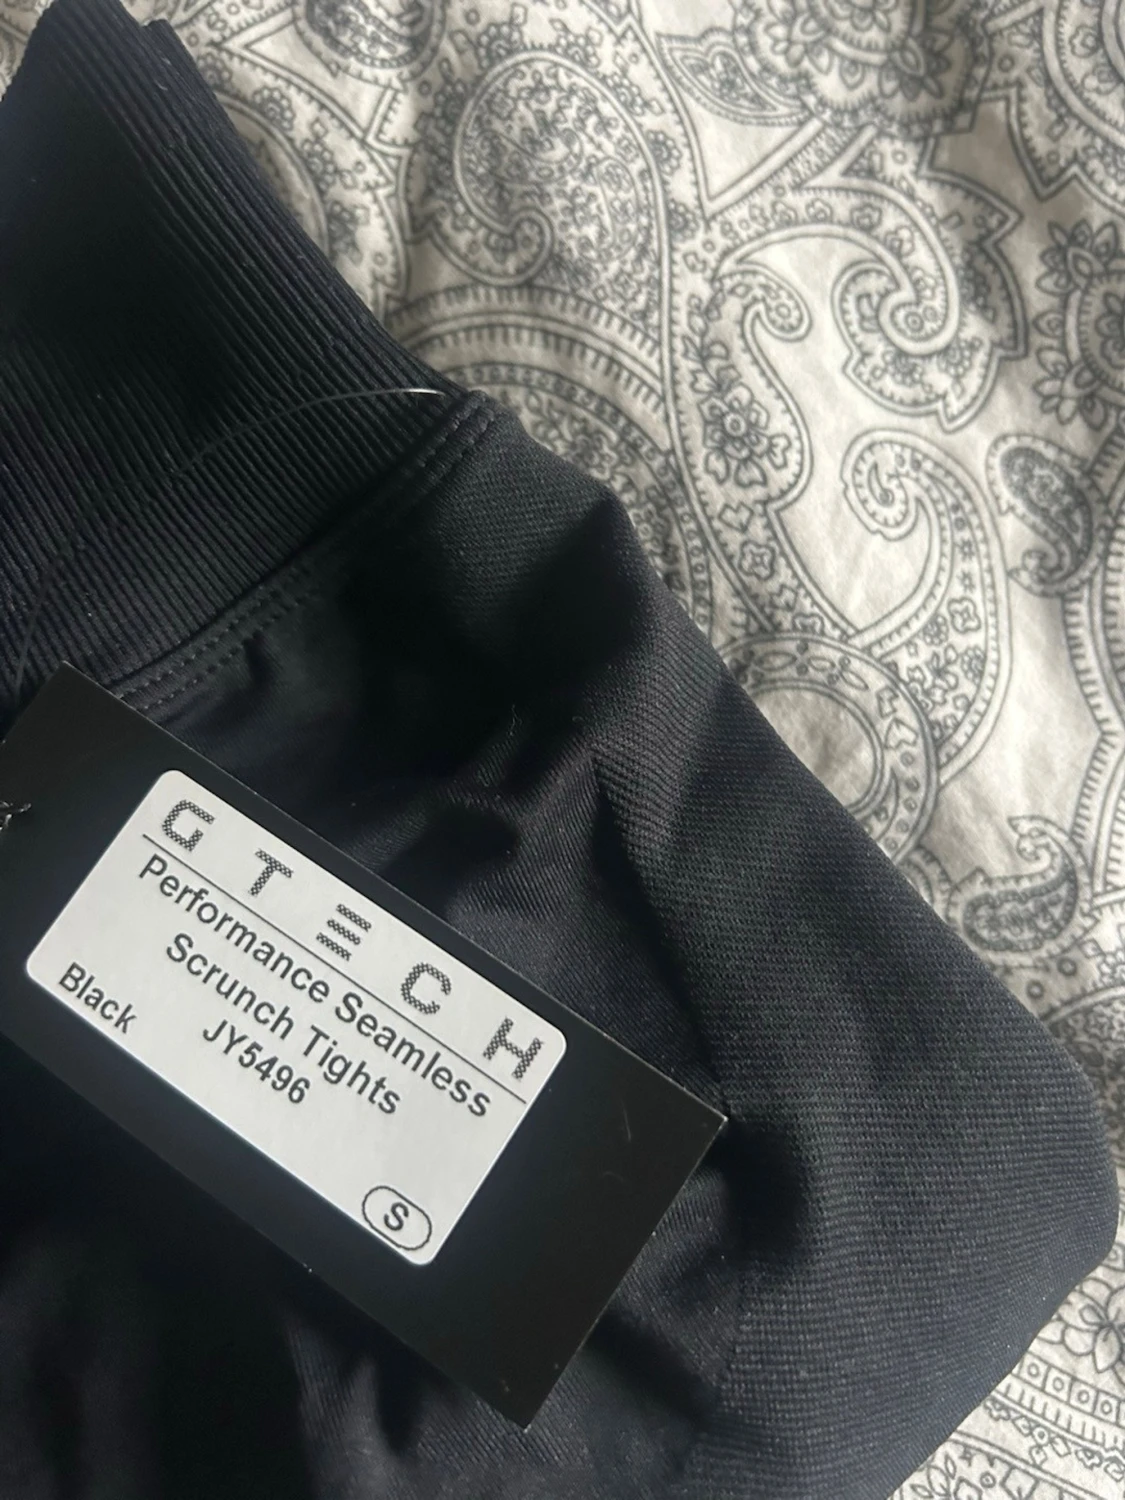 GTECH
Performance Seamless
Scrunch Tights
Black JY5496
S